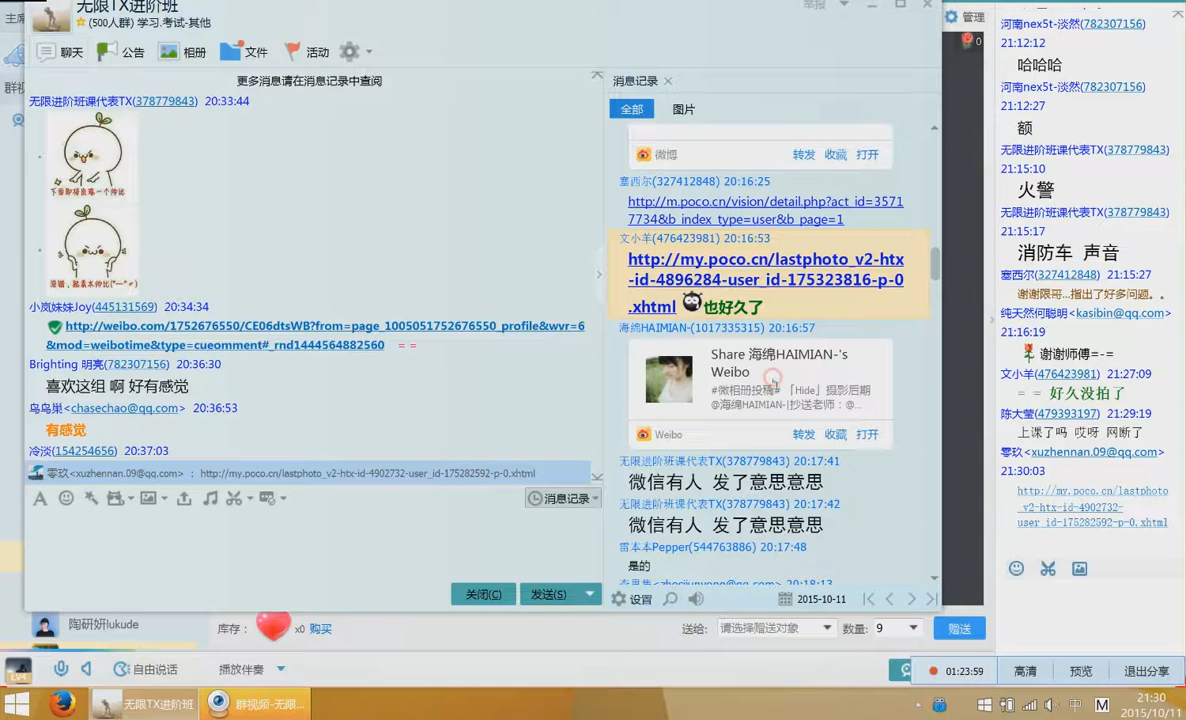 无限TX进阶班
(500人群) 学习.考试-其他
聊天
公告
相册
文件
活动
更多消息请在消息记录中查阅
无限进阶班课代表TX(378779843) 20:33:44
小岚妹妹Joy(445131569) 20:34:34
http://weibo.com/1752676550/CE06dtsWB?from=page_1005051752676550_profile&wvr=6
&mod=weibotime&type=cueomment#_rnd1444564882560 = =
Brighting 明亮(782307156) 20:36:30
喜欢这组 啊 好有感觉
鸟鸟巢<chasechao@qq.com> 20:36:53
有感觉
冷淡(154254656) 20:37:03
零玖<xuzhennan.09@qq.com> : http://my.poco.cn/lastphoto_v2-htx-id-4902732-user_id-175282592-p-0.xhtml
消息记录
关闭(C)
发送(S)
消息记录 ×
全部
图片
微博
转发 收藏 打开
塞西尔(327412848) 20:16:25
http://m.poco.cn/vision/detail.php?act_id=3571
7734&b_index_type=user&b_page=1
文小羊(476423981) 20:16:53
http://my.poco.cn/lastphoto_v2-htx
-id-4896284-user_id-175323816-p-0
.xhtml 也好久了
海绵HAIMIAN-(1017335315) 20:16:57
Share 海绵HAIMIAN-'s
Weibo
#微相册投稿# 「Hide」摄影后期
@海绵HAIMIAN-|抄送老师：@...
Weibo
转发 收藏 打开
无限进阶班课代表TX(378779843) 20:17:41
微信有人 发了意思意思
无限进阶班课代表TX(378779843) 20:17:42
微信有人 发了意思意思
雷本本Pepper(544763886) 20:17:48
是的
设置
2015-10-11
管理
0
河南nex5t-淡然(782307156)
21:12:12
哈哈哈
河南nex5t-淡然(782307156)
21:12:27
额
无限进阶班课代表TX(378779843)
21:15:10
火警
无限进阶班课代表TX(378779843)
21:15:17
消防车 声音
塞西尔(327412848) 21:15:27
谢谢限哥...指出了好多问题。。
纯天然何聪明<kasibin@qq.com>
21:16:19
谢谢师傅=-=
文小羊(476423981) 21:27:09
= = 好久没拍了
陈大莹(479393197) 21:29:19
上课了吗 哎呀 网断了
零玖<xuzhennan.09@qq.com>
21:30:03
http://my.poco.cn/lastphoto
_v2-htx-id-4902732-
user_id-175282592-p-0.xhtml
陶研妍lukude
库存：
x0 购买
送给:
请选择赠送对象
数量:
9
赠送
LV4
自由说话
播放伴奏
01:23:59
高清
预览
退出分享
无限TX进阶班
群视频-无限...
中
M
21:30
2015/10/11